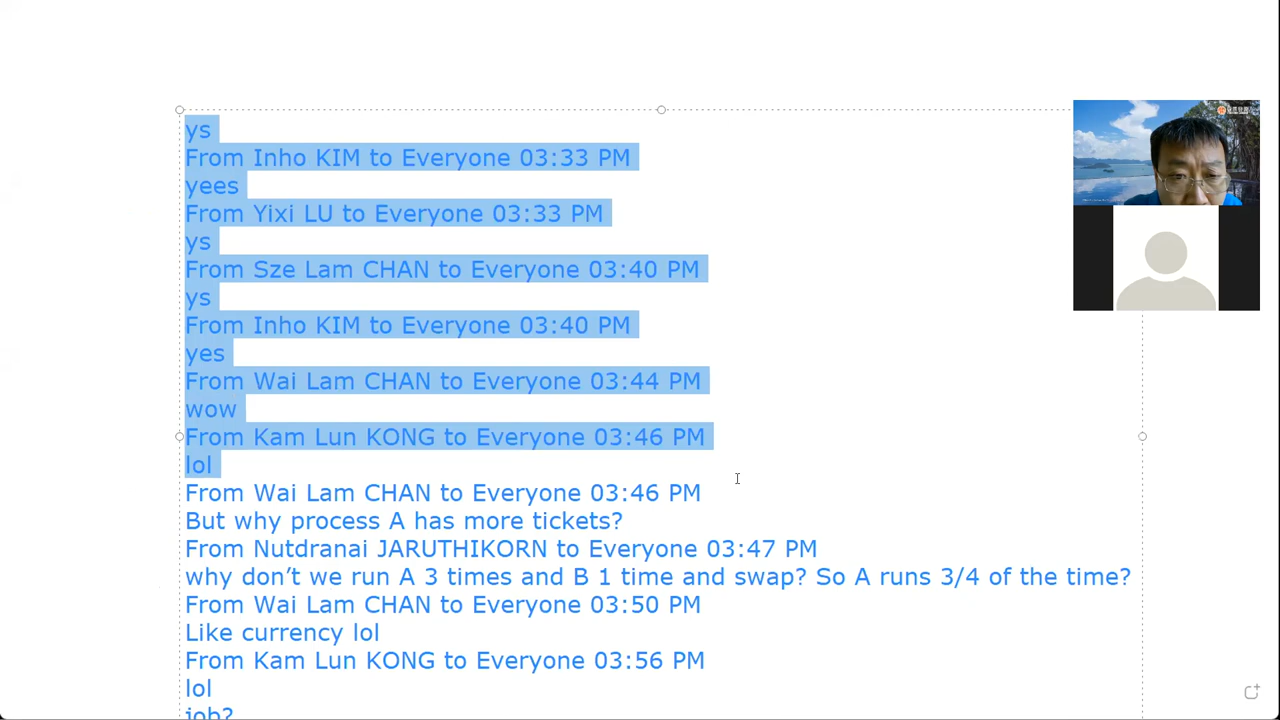 ys
From Inho KIM to Everyone 03:33 PM
yees
From Yixi LU to Everyone 03:33 PM
ys
From Sze Lam CHAN to Everyone 03:40 PM
ys
From Inho KIM to Everyone 03:40 PM
yes
From Wai Lam CHAN to Everyone 03:44 PM
wow
From Kam Lun KONG to Everyone 03:46 PM
lol
From Wai Lam CHAN to Everyone 03:46 PM
But why process A has more tickets?
From Nutdranai JARUTHIKORN to Everyone 03:47 PM
why don’t we run A 3 times and B 1 time and swap? So A runs 3/4 of the time?
From Wai Lam CHAN to Everyone 03:50 PM
Like currency lol
From Kam Lun KONG to Everyone 03:56 PM
lol
job?